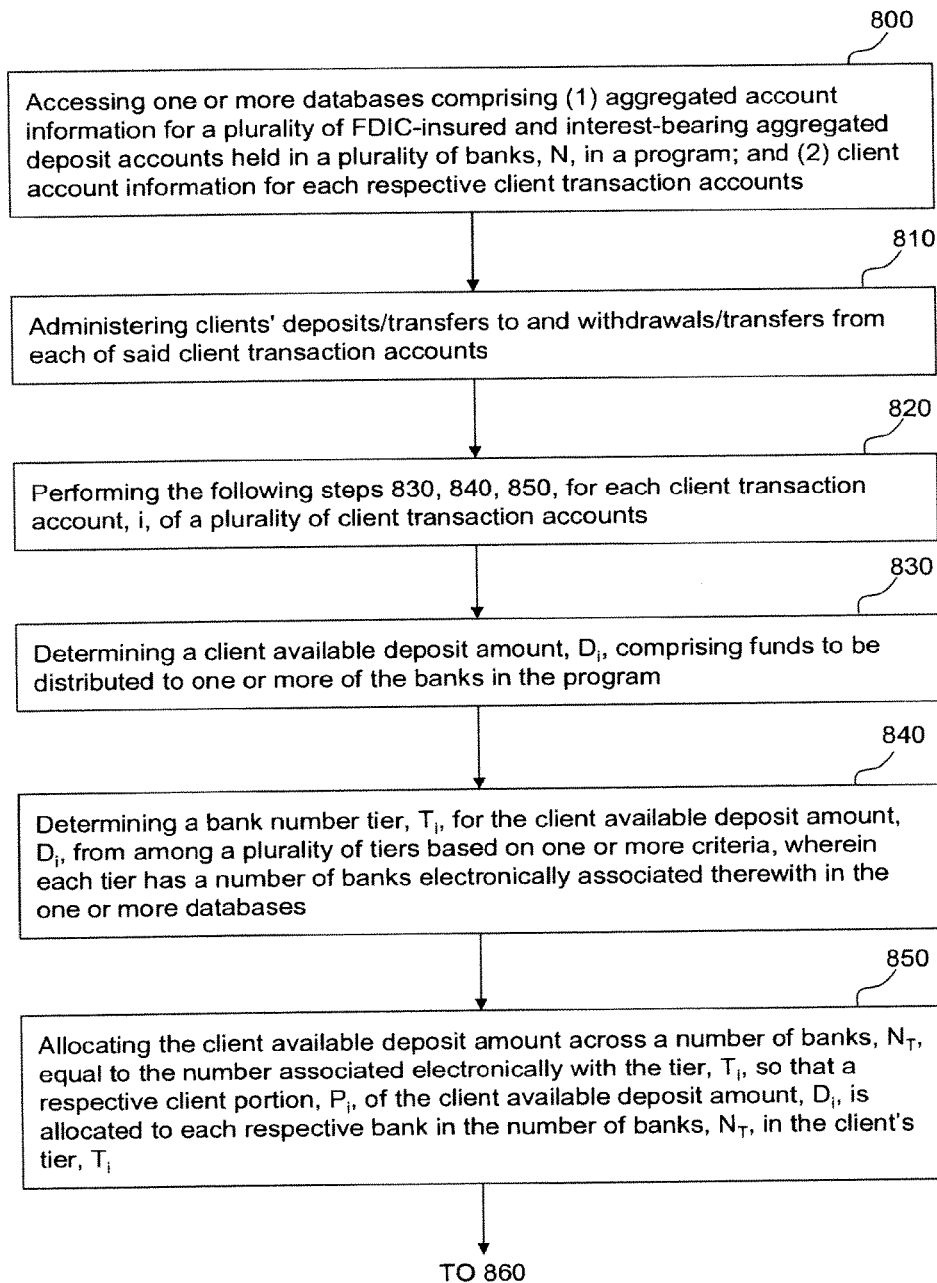 800
Accessing one or more databases comprising (1) aggregated account
information for a plurality of FDIC-insured and interest-bearing aggregated
deposit accounts held in a plurality of banks, N, in a program; and (2) client
account information for each respective client transaction accounts
810
Administering clients' deposits/transfers to and withdrawals/transfers from
each of said client transaction accounts
820
Performing the following steps 830, 840, 850, for each client transaction
account, i, of a plurality of client transaction accounts
830
Determining a client available deposit amount, Di, comprising funds to be
distributed to one or more of the banks in the program
840
Determining a bank number tier, Ti, for the client available deposit amount,
Di, from among a plurality of tiers based on one or more criteria, wherein
each tier has a number of banks electronically associated therewith in the
one or more databases
850
Allocating the client available deposit amount across a number of banks, NT,
equal to the number associated electronically with the tier, Ti, so that a
respective client portion, Pi, of the client available deposit amount, Di, is
allocated to each respective bank in the number of banks, NT, in the client's
tier, Ti
TO 860